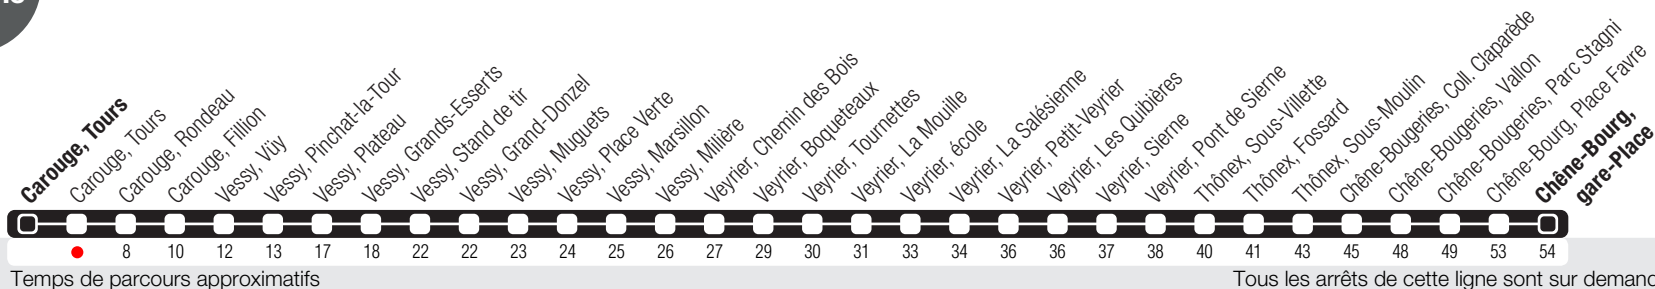 Carouge, Tours
Carouge, Tours
Carouge, Rondeau
Carouge, Fillion
Vessy, Vüy
Vessy, Pinchat-la-Tour
Vessy, Plateau
Vessy, Grands-Esserts
Vessy, Stand de tir
Vessy, Grand-Donzel
Vessy, Muguets
Vessy, Place Verte
Vessy, Marsillon
Vessy, Milière
Veyrier, Chemin des Bois
Veyrier, Boqueteaux
Veyrier, Tournettes
Veyrier, La Mouille
Veyrier, école
Veyrier, La Salésienne
Veyrier, Petit-Veyrier
Veyrier, Les Quibières
Veyrier, Sierne
Veyrier, Pont de Sierne
Thônex, Sous-Villette
Thônex, Fossard
Thônex, Sous-Moulin
Chêne-Bougeries, Coll. Claparède
Chêne-Bougeries, Vallon
Chêne-Bougeries, Parc Stagni
Chêne-Bourg, Place Favre
Chêne-Bourg,
gare-Place
8 10 12 13 17 18 22 22 23 24 25 26 27 29 30 31 33 34 36 36 37 38 40 41 43 45 48 49 53 54
Temps de parcours approximatifs
Tous les arrêts de cette ligne sont sur demand